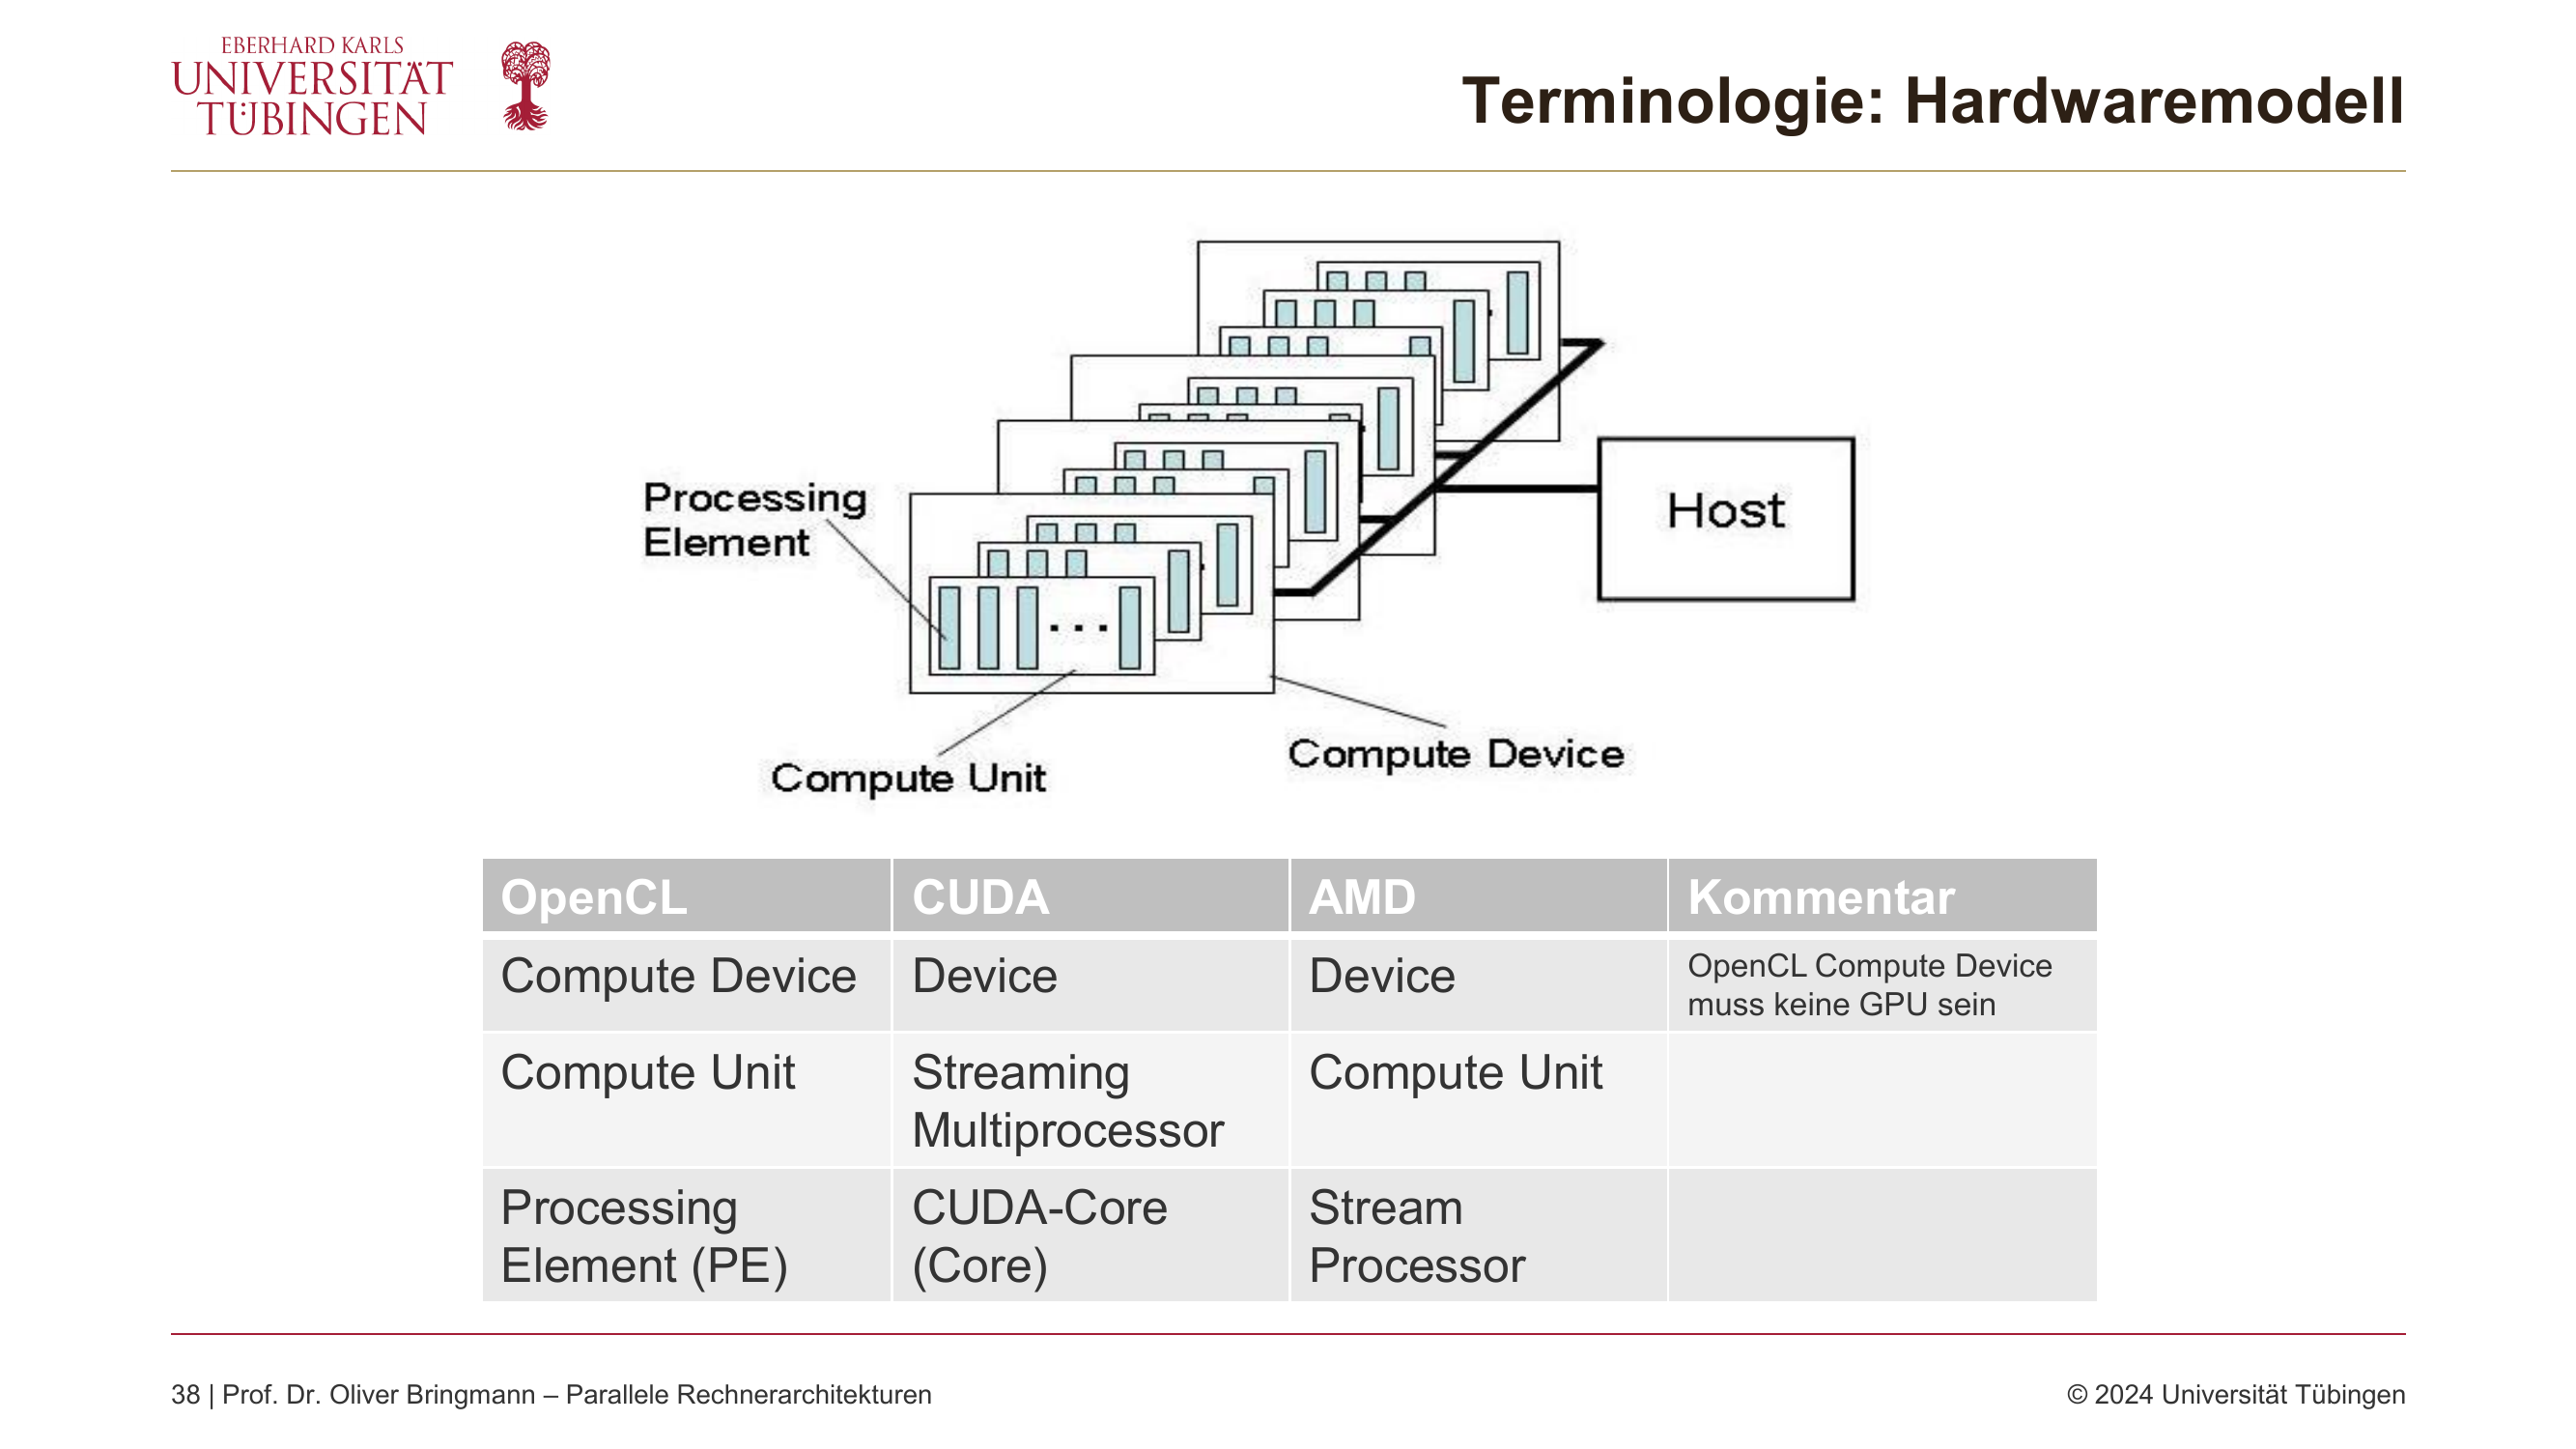 EBERHARD KARLS
UNIVERSITÄT
TÜBINGEN
Terminologie: Hardwaremodell
Processing
Element
Host
Compute Unit
Compute Device
OpenCL CUDA AMD Kommentar
Compute Device Device Device OpenCL Compute Device
muss keine GPU sein
Compute Unit Streaming Compute Unit
Multiprocessor
Processing CUDA-Core Stream
Element (PE) (Core) Processor
38 | Prof. Dr. Oliver Bringmann – Parallele Rechnerarchitekturen © 2024 Universität Tübingen